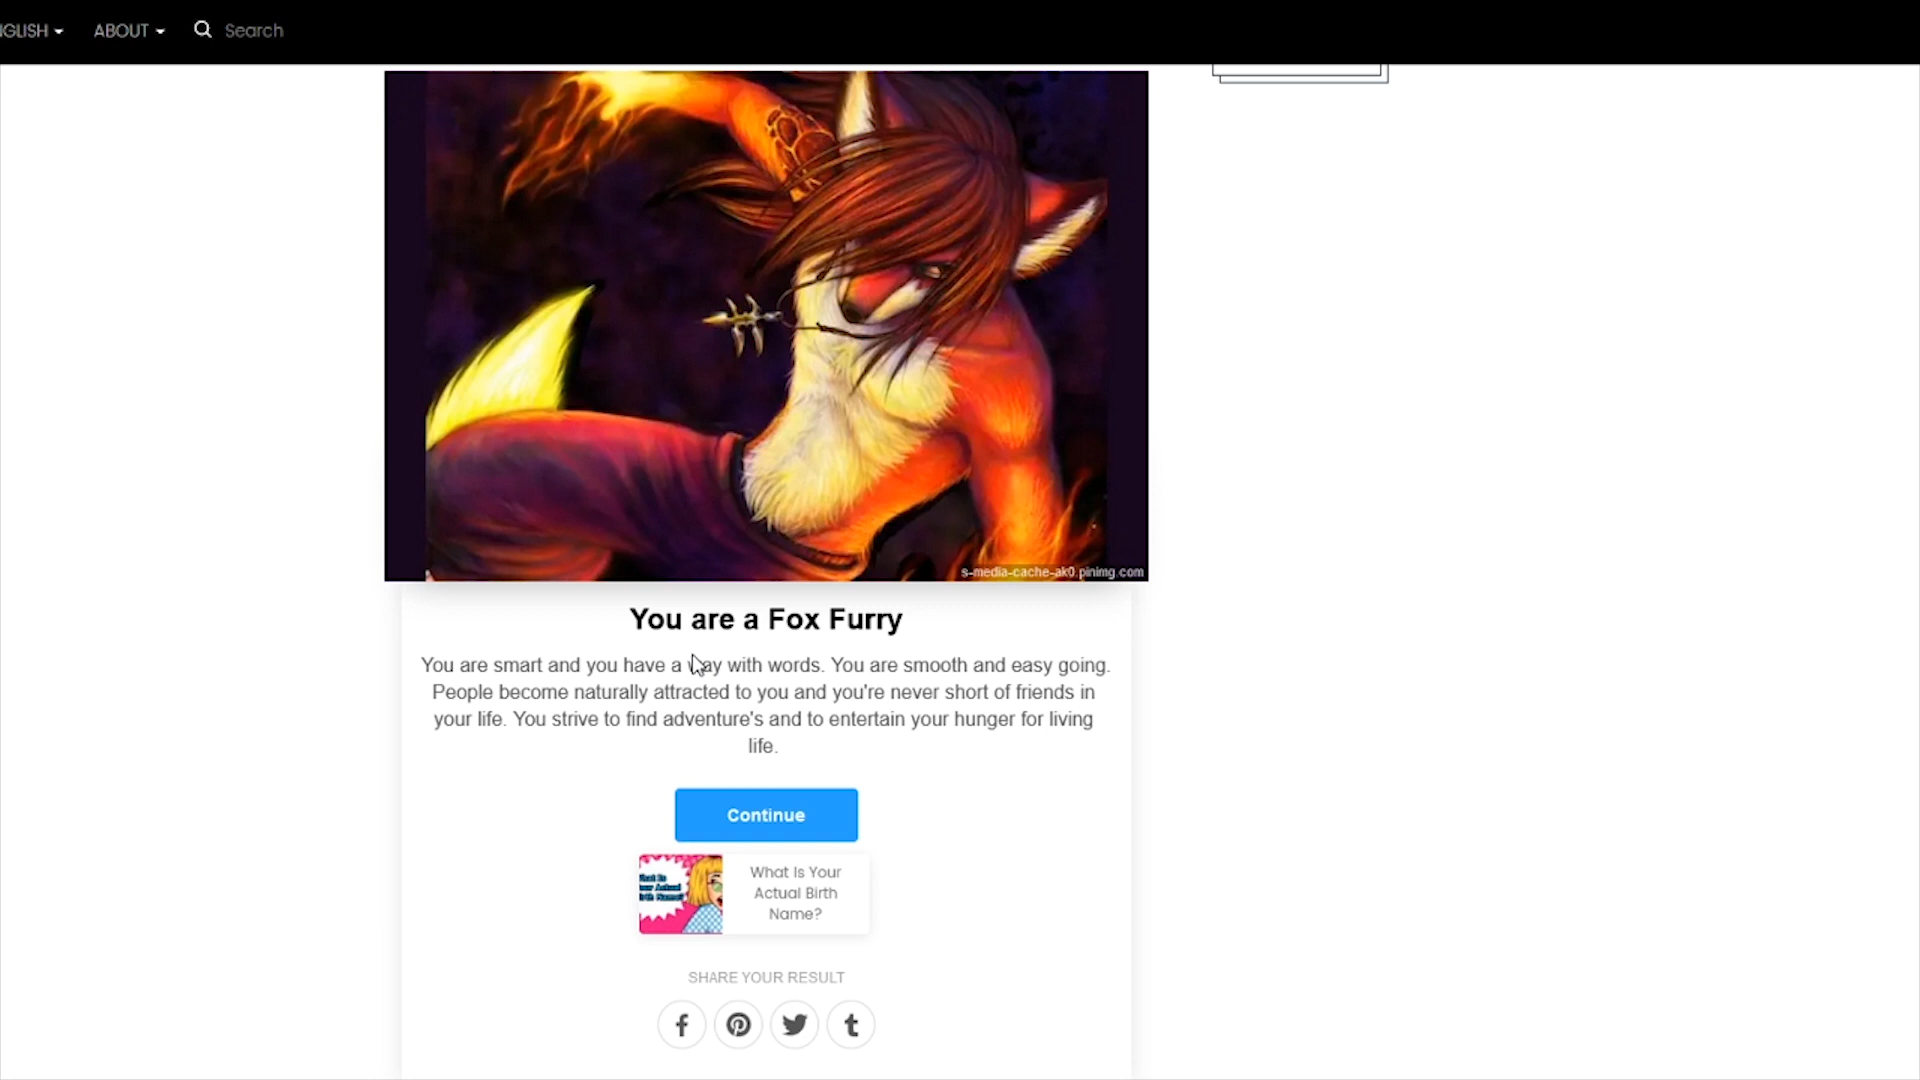 NGLISH
ABOUT
Search
s-media-cache-ak0.pinimg.com
You are a Fox Furry
You are smart and you have a way with words. You are smooth and easy going.
People become naturally attracted to you and you're never short of friends in
your life. You strive to find adventure's and to entertain your hunger for living
life.
Continue
What Is Your
Actual Birth
Name?
SHARE YOUR RESULT